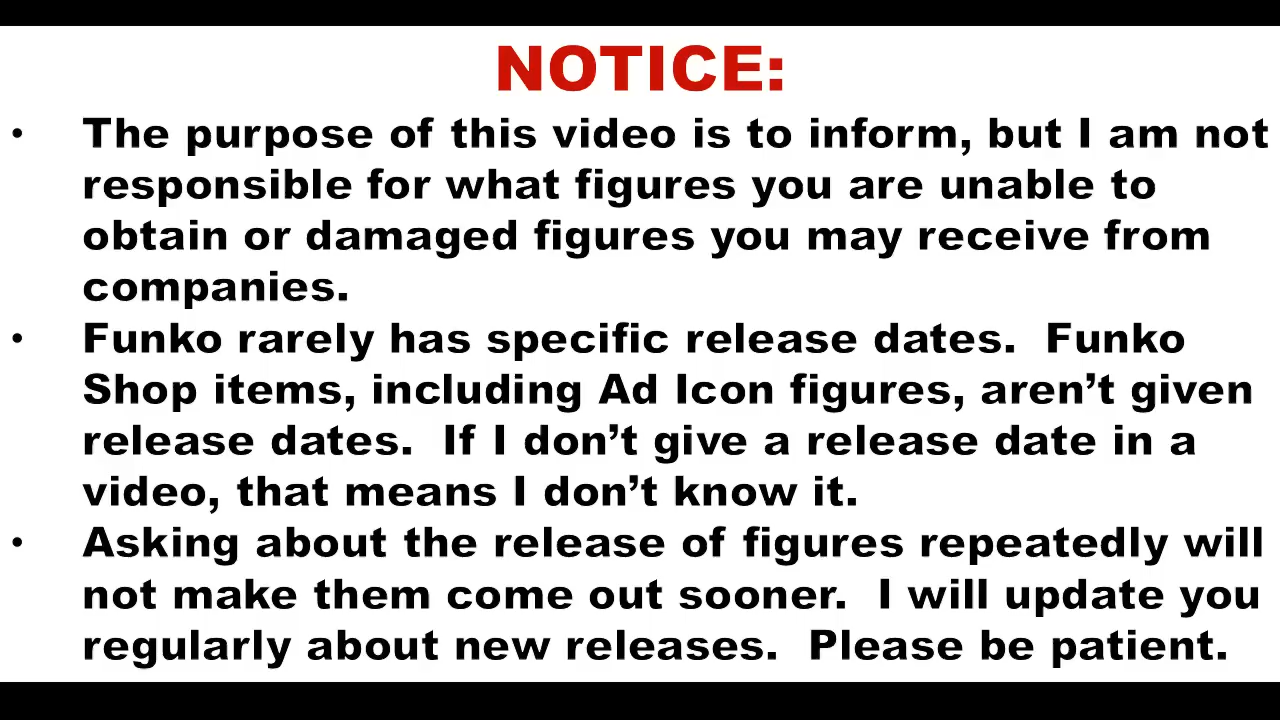 NOTICE:
• The purpose of this video is to inform, but I am not
responsible for what figures you are unable to
obtain or damaged figures you may receive from
companies.
• Funko rarely has specific release dates.  Funko
Shop items, including Ad Icon figures, aren’t given
release dates.  If I don’t give a release date in a
video, that means I don’t know it.
• Asking about the release of figures repeatedly will
not make them come out sooner.  I will update you
regularly about new releases.  Please be patient.